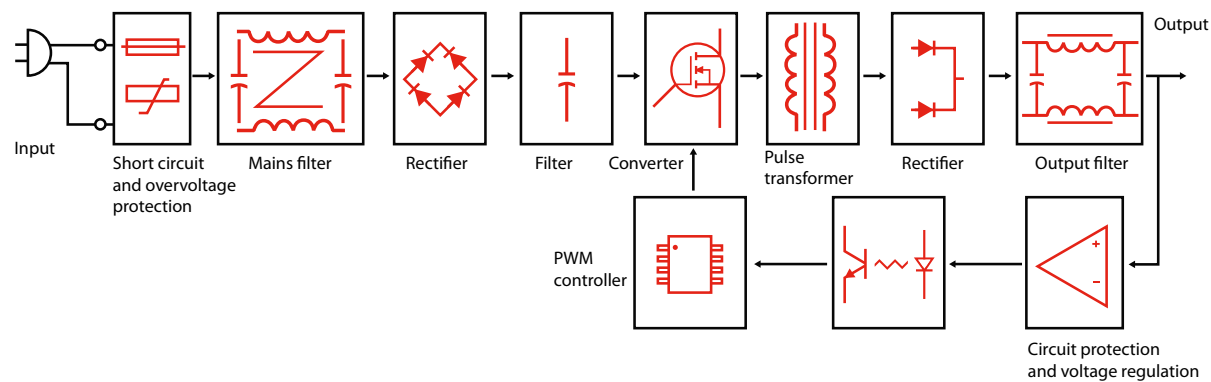 Output
Input
Short circuit
and overvoltage
protection
Mains filter
Rectifier
Filter
Converter
Pulse
transformer
Rectifier
Output filter
PWM
controller
+
−
Circuit protection
and voltage regulation